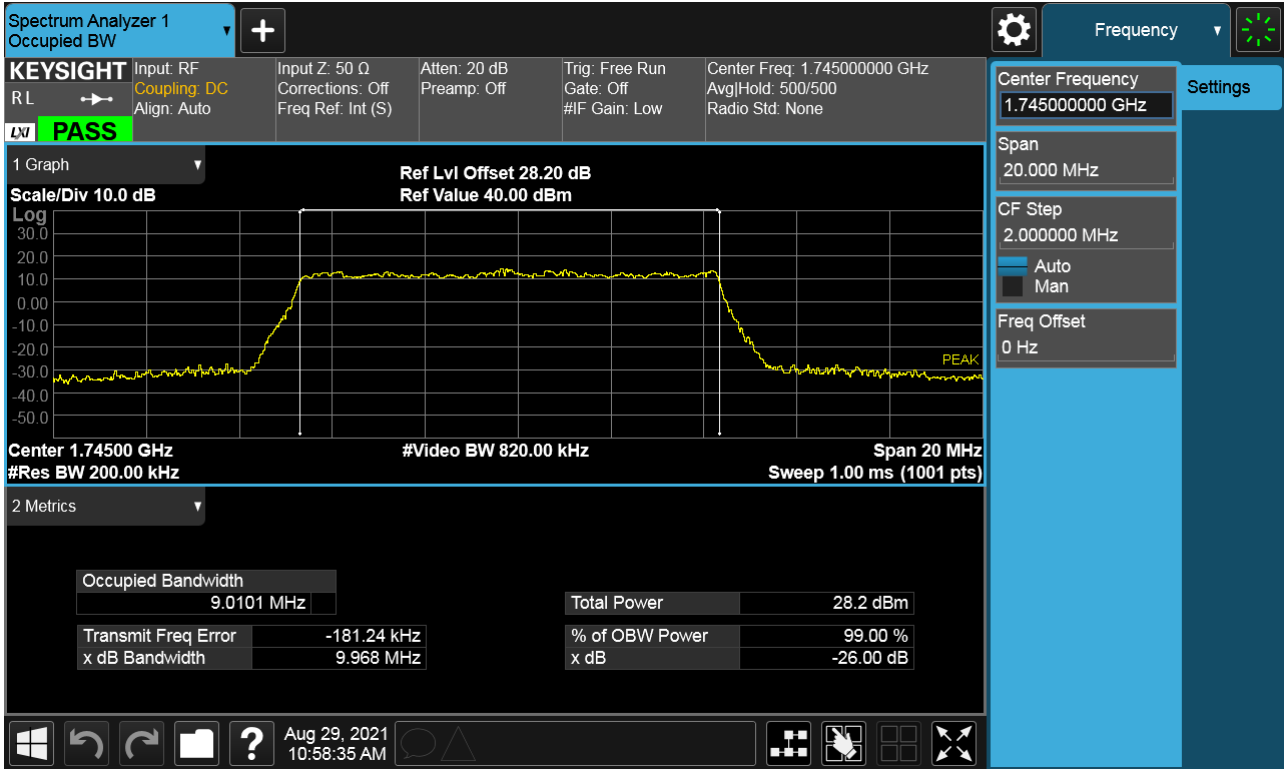 Spectrum Analyzer 1
Occupied BW
Frequency
KEYSIGHT
R L
LXI
PASS
Input: RF
Coupling: DC
Align: Auto
Input Z: 50 Ω
Corrections: Off
Freq Ref: Int (S)
Atten: 20 dB
Preamp: Off
Trig: Free Run
Gate: Off
#IF Gain: Low
Center Freq: 1.745000000 GHz
Avg|Hold: 500/500
Radio Std: None
Center Frequency
1.745000000 GHz
Settings
Span
20.000 MHz
CF Step
2.000000 MHz
Auto
Man
Freq Offset
0 Hz
1 Graph
Scale/Div 10.0 dB
Ref Lvl Offset 28.20 dB
Ref Value 40.00 dBm
Log
30.0
20.0
10.0
0.00
-10.0
-20.0
-30.0
-40.0
-50.0
PEAK
Center 1.74500 GHz
#Video BW 820.00 kHz
Span 20 MHz
#Res BW 200.00 kHz
Sweep 1.00 ms (1001 pts)
2 Metrics
Occupied Bandwidth
9.0101 MHz
Total Power 28.2 dBm
Transmit Freq Error -181.24 kHz
% of OBW Power 99.00 %
x dB Bandwidth 9.968 MHz
x dB -26.00 dB
?
Aug 29, 2021
10:58:35 AM